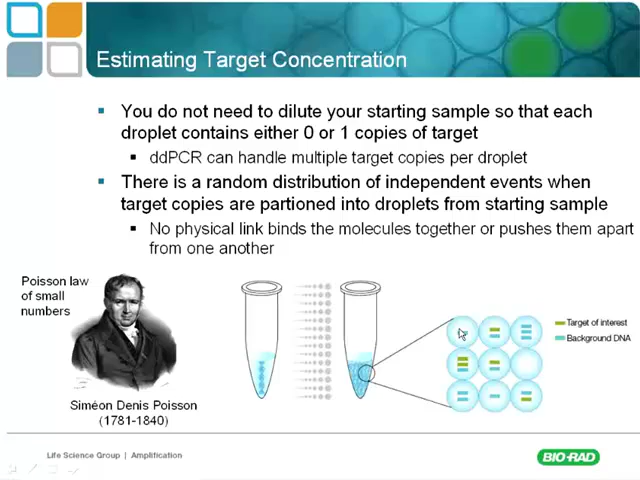 Estimating Target Concentration
You do not need to dilute your starting sample so that each
droplet contains either 0 or 1 copies of target
ddPCR can handle multiple target copies per droplet
There is a random distribution of independent events when
target copies are partioned into droplets from starting sample
No physical link binds the molecules together or pushes them apart
from one another
Poisson law
of small
numbers
Siméon Denis Poisson
(1781-1840)
Target of interest
Background DNA
Life Science Group | Amplification
BIO-RAD